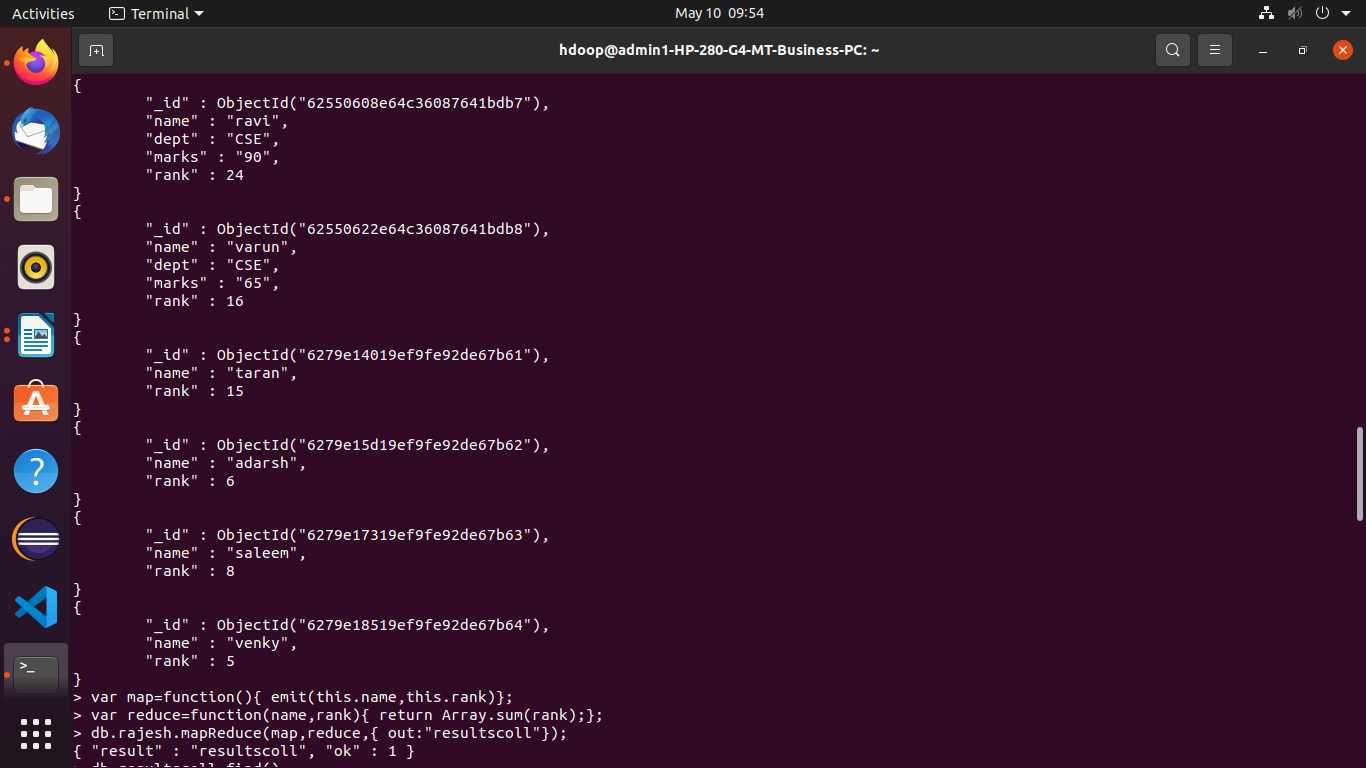 Activities Terminal May 10 09:54
hdoop@admin1-HP-280-G4-MT-Business-PC: ~
{
"_id" : ObjectId("62550608e64c36087641bdb7"),
"name" : "ravi",
"dept" : "CSE",
"marks" : "90",
"rank" : 24
}
{
"_id" : ObjectId("62550622e64c36087641bdb8"),
"name" : "varun",
"dept" : "CSE",
"marks" : "65",
"rank" : 16
}
{
"_id" : ObjectId("6279e14019ef9fe92de67b61"),
"name" : "taran",
"rank" : 15
}
{
"_id" : ObjectId("6279e15d19ef9fe92de67b62"),
"name" : "adarsh",
"rank" : 6
}
{
"_id" : ObjectId("6279e17319ef9fe92de67b63"),
"name" : "saleem",
"rank" : 8
}
{
"_id" : ObjectId("6279e18519ef9fe92de67b64"),
"name" : "venky",
"rank" : 5
}
> var map=function(){ emit(this.name,this.rank)};
> var reduce=function(name,rank){ return Array.sum(rank);};
> db.rajesh.mapReduce(map,reduce,{ out:"resultscoll"});
{ "result" : "resultscoll", "ok" : 1 }
> db.resultscoll.find()